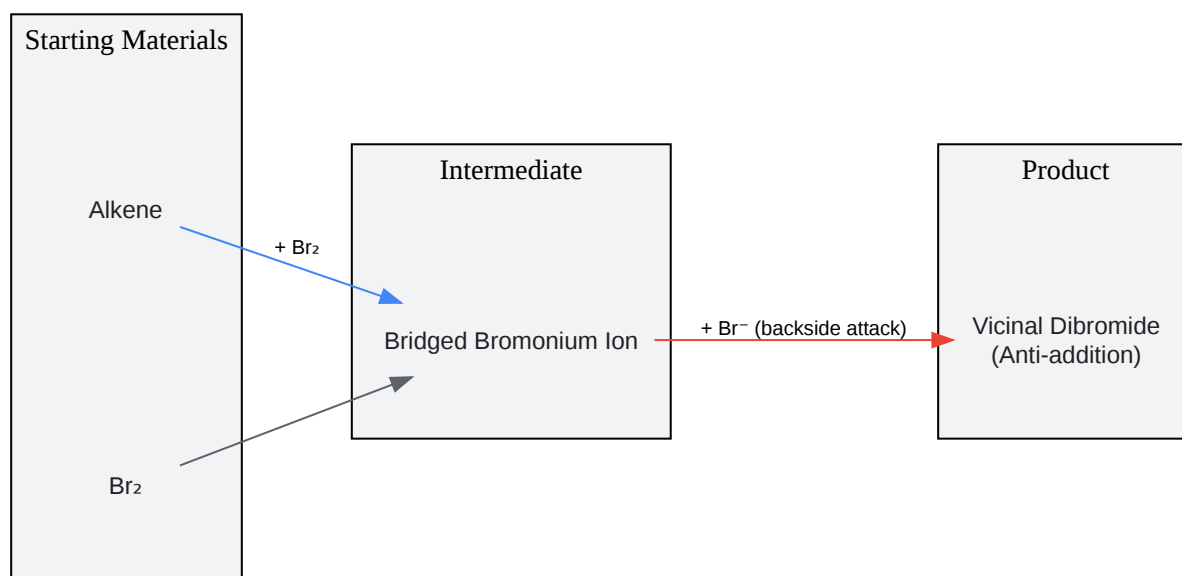 Starting Materials
Alkene
Br₂
+ Br₂
Intermediate
Bridged Bromonium Ion
+ Br⁻ (backside attack)
Product
Vicinal Dibromide
(Anti-addition)